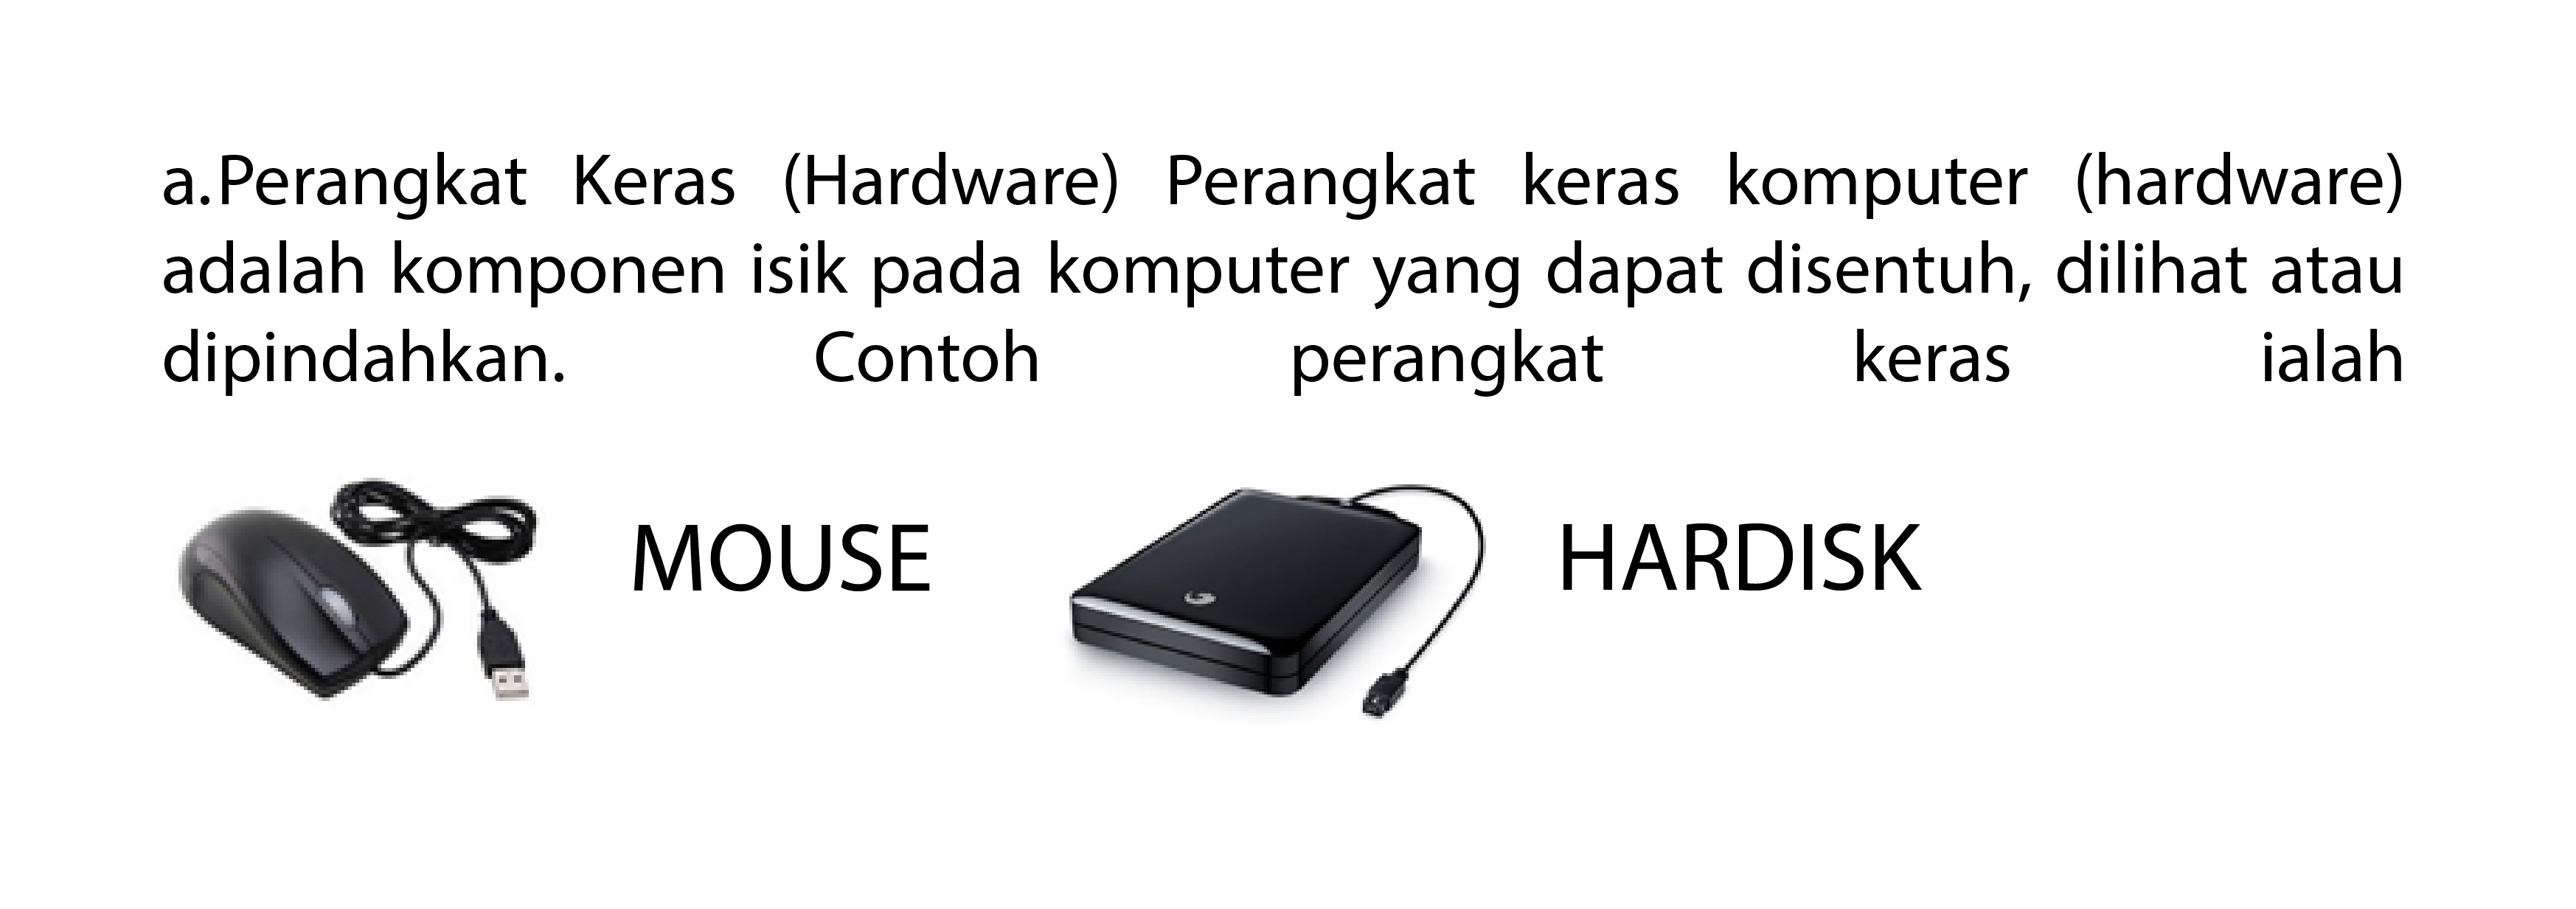 a.Perangkat Keras (Hardware) Perangkat keras komputer (hardware)
adalah komponen isik pada komputer yang dapat disentuh, dilihat atau
dipindahkan. Contoh perangkat keras ialah
MOUSE HARDISK